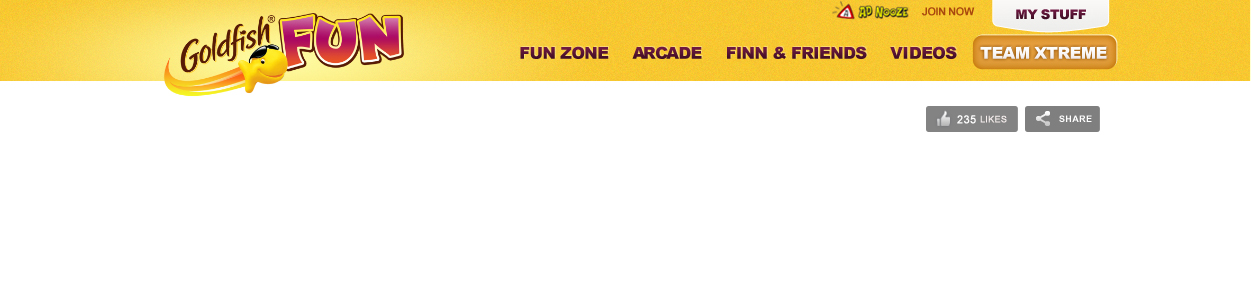 AD NOOZE JOIN NOW MY STUFF
Goldfish® FUN
FUN ZONE ARCADE FINN & FRIENDS VIDEOS TEAM XTREME
235 LIKES SHARE